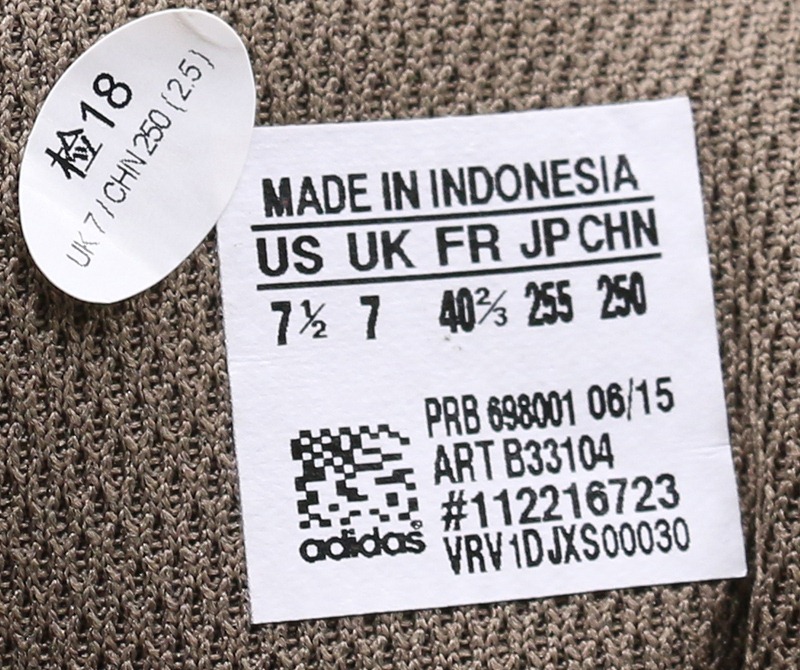 检18
UK 7 / CHN 250 (2.5)
MADE IN INDONESIA
US UK FR JP CHN
7½ 7 40⅔ 255 250
PRB 698001 06/15
ART B33104
#112216723
adidas®
VRV1DJXS00030